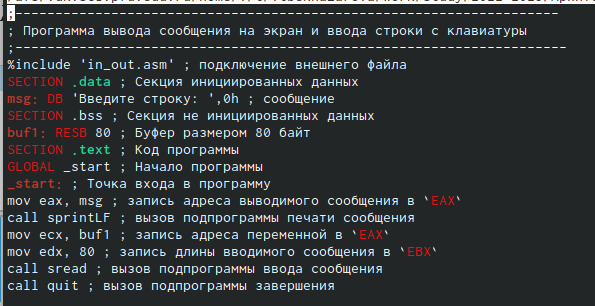 ;--------------------------------------------------------------------
; Программа вывода сообщения на экран и ввода строки с клавиатуры
;---------------------------------------------------------------------
%include 'in_out.asm' ; подключение внешнего файла
SECTION .data ; Секция инициированных данных
msg: DB 'Введите строку: ',0h ; сообщение
SECTION .bss ; Секция не инициированных данных
buf1: RESB 80 ; Буфер размером 80 байт
SECTION .text ; Код программы
GLOBAL _start ; Начало программы
_start: ; Точка входа в программу
mov eax, msg ; запись адреса выводимого сообщения в `EAX`
call sprintLF ; вызов подпрограммы печати сообщения
mov ecx, buf1 ; запись адреса переменной в `EAX`
mov edx, 80 ; запись длины вводимого сообщения в `EBX`
call sread ; вызов подпрограммы ввода сообщения
call quit ; вызов подпрограммы завершения